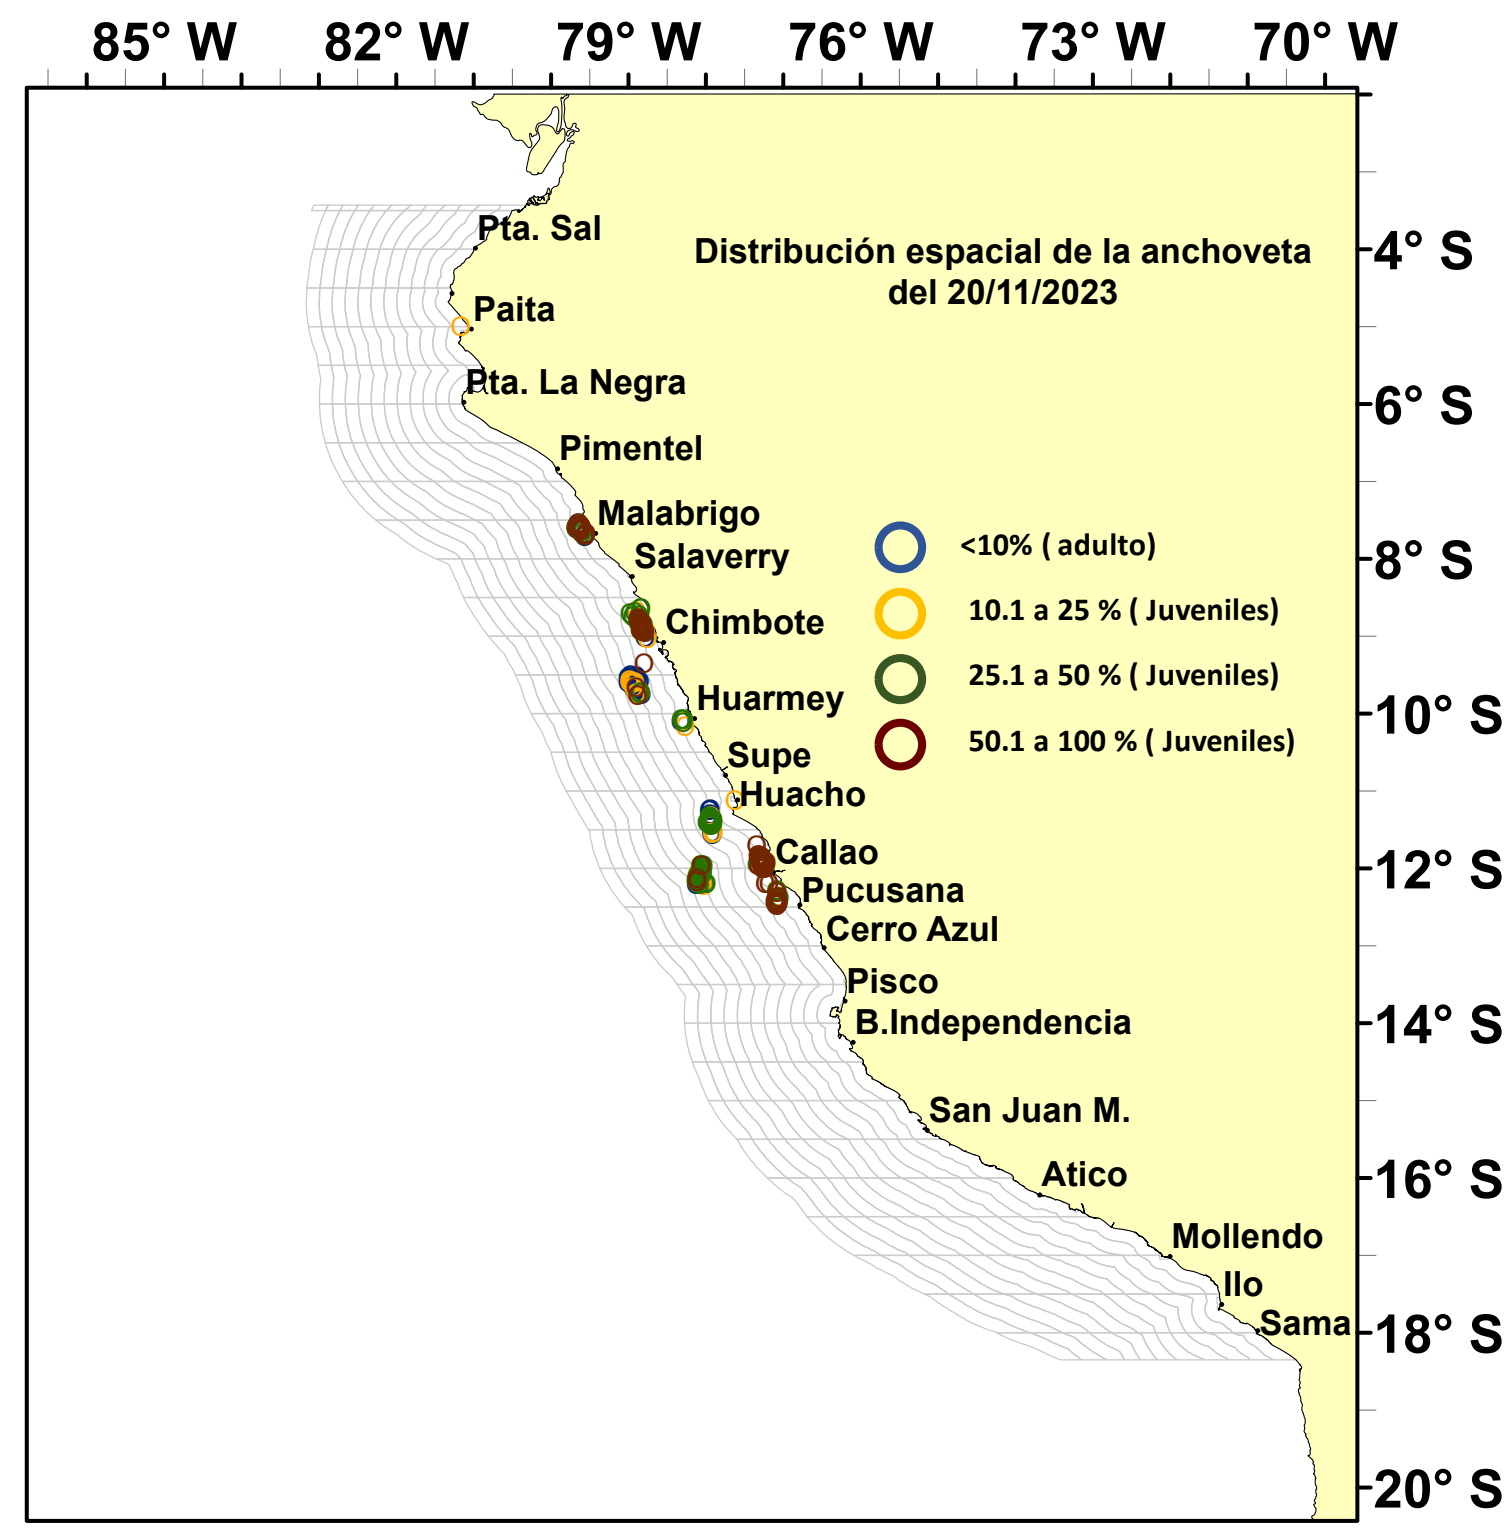 85° W 82° W 79° W 76° W 73° W 70° W
Pta. Sal
Distribución espacial de la anchoveta
del 20/11/2023
4° S
Paita
Pta. La Negra
6° S
Pimentel
Malabrigo
<10% ( adulto)
Salaverry
8° S
10.1 a 25 % ( Juveniles)
Chimbote
25.1 a 50 % ( Juveniles)
Huarmey
10° S
50.1 a 100 % ( Juveniles)
Supe
Huacho
Callao
12° S
Pucusana
Cerro Azul
Pisco
B.Independencia
14° S
San Juan M.
Atico
16° S
Mollendo
Ilo
Sama
18° S
20° S